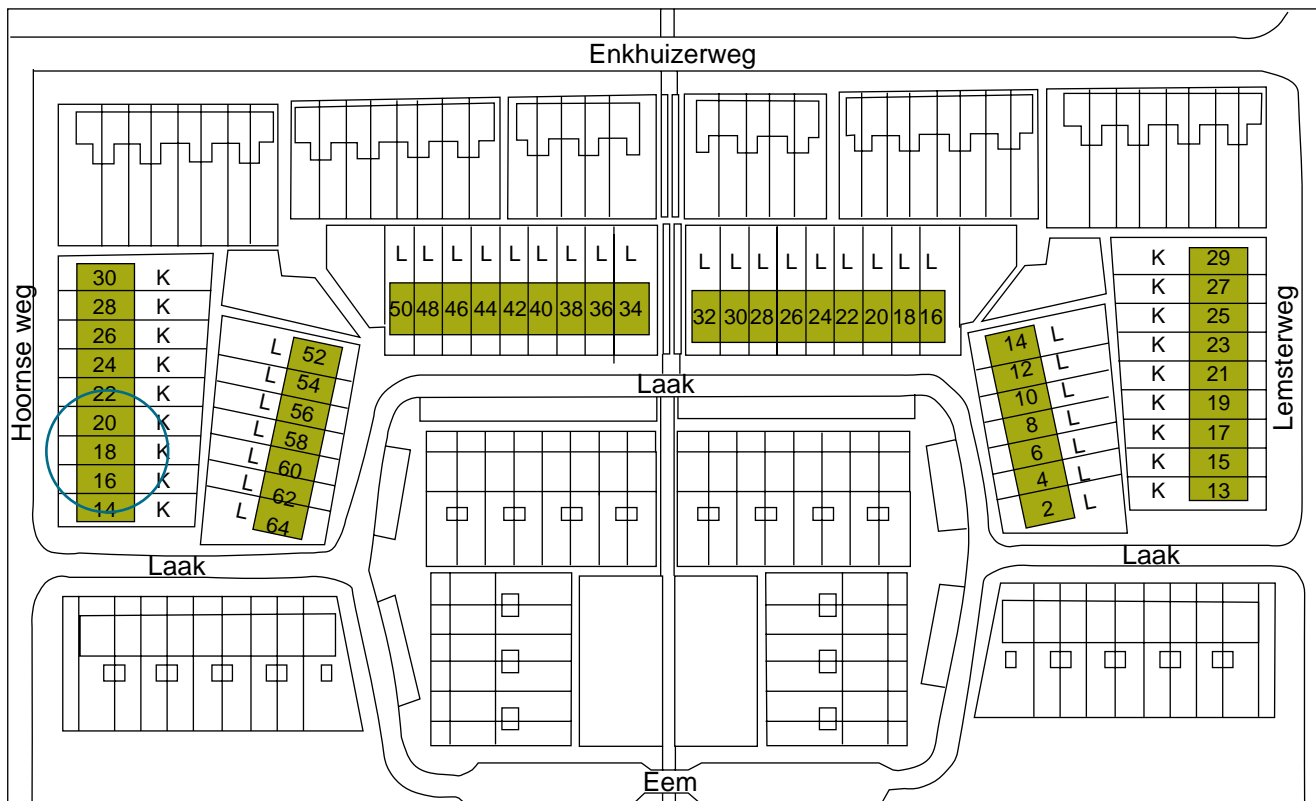 Enkhuizerweg
Hoornse weg
30 K
28 K
26 K
24 K
22 K
20 K
18 K
16 K
14 K
L 52
L 54
L 56
L 58
L 60
L 62
L 64
L L L L L L L L L
50 48 46 44 42 40 38 36 34
L L L L L L L L L
32 30 28 26 24 22 20 18 16
Laak
14 L
12 L
10 L
8 L
6 L
4 L
2 L
K 29
K 27
K 25
K 23
K 21
K 19
K 17
K 15
K 13
Lemsterweg
Laak
Laak
Eem